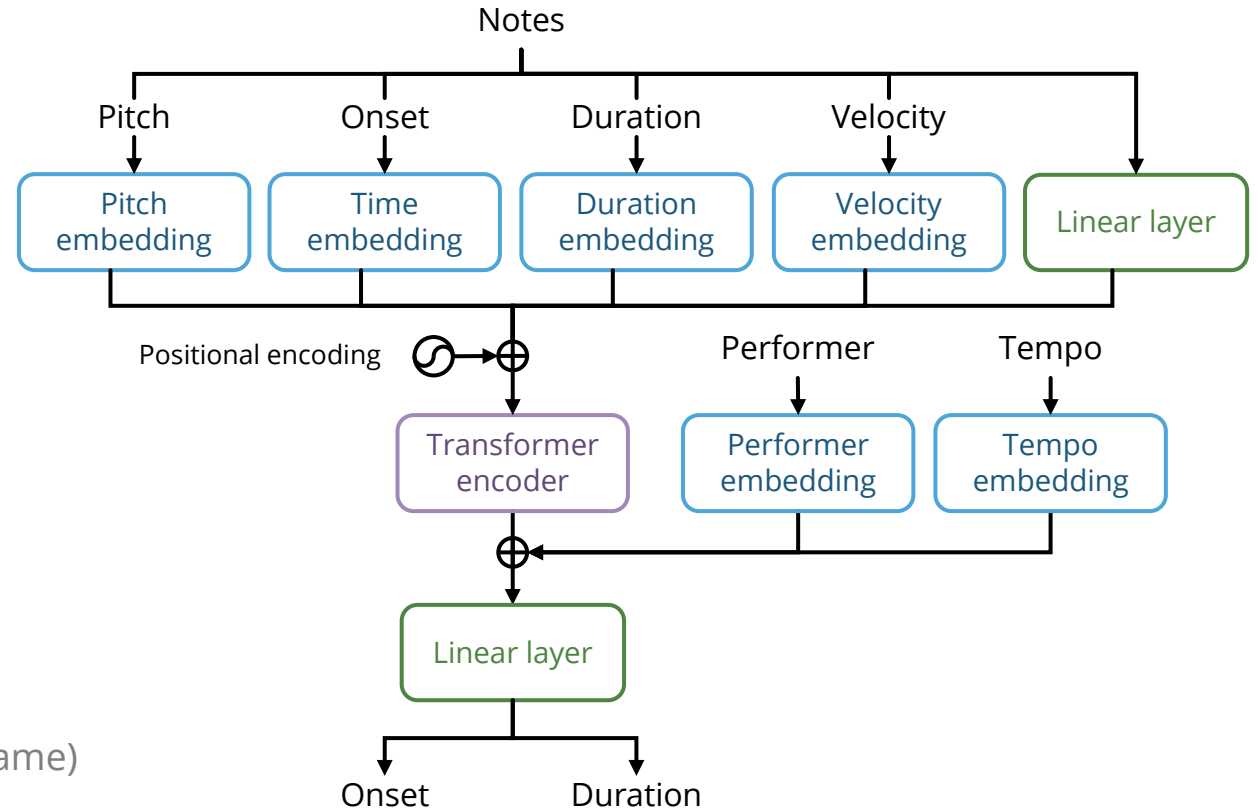 Notes
Pitch
Onset
Duration
Velocity
Pitch
embedding
Time
embedding
Duration
embedding
Velocity
embedding
Linear layer
Positional encoding
Performer
Tempo
Transformer
encoder
Performer
embedding
Tempo
embedding
Linear layer
ame)
Onset
Duration